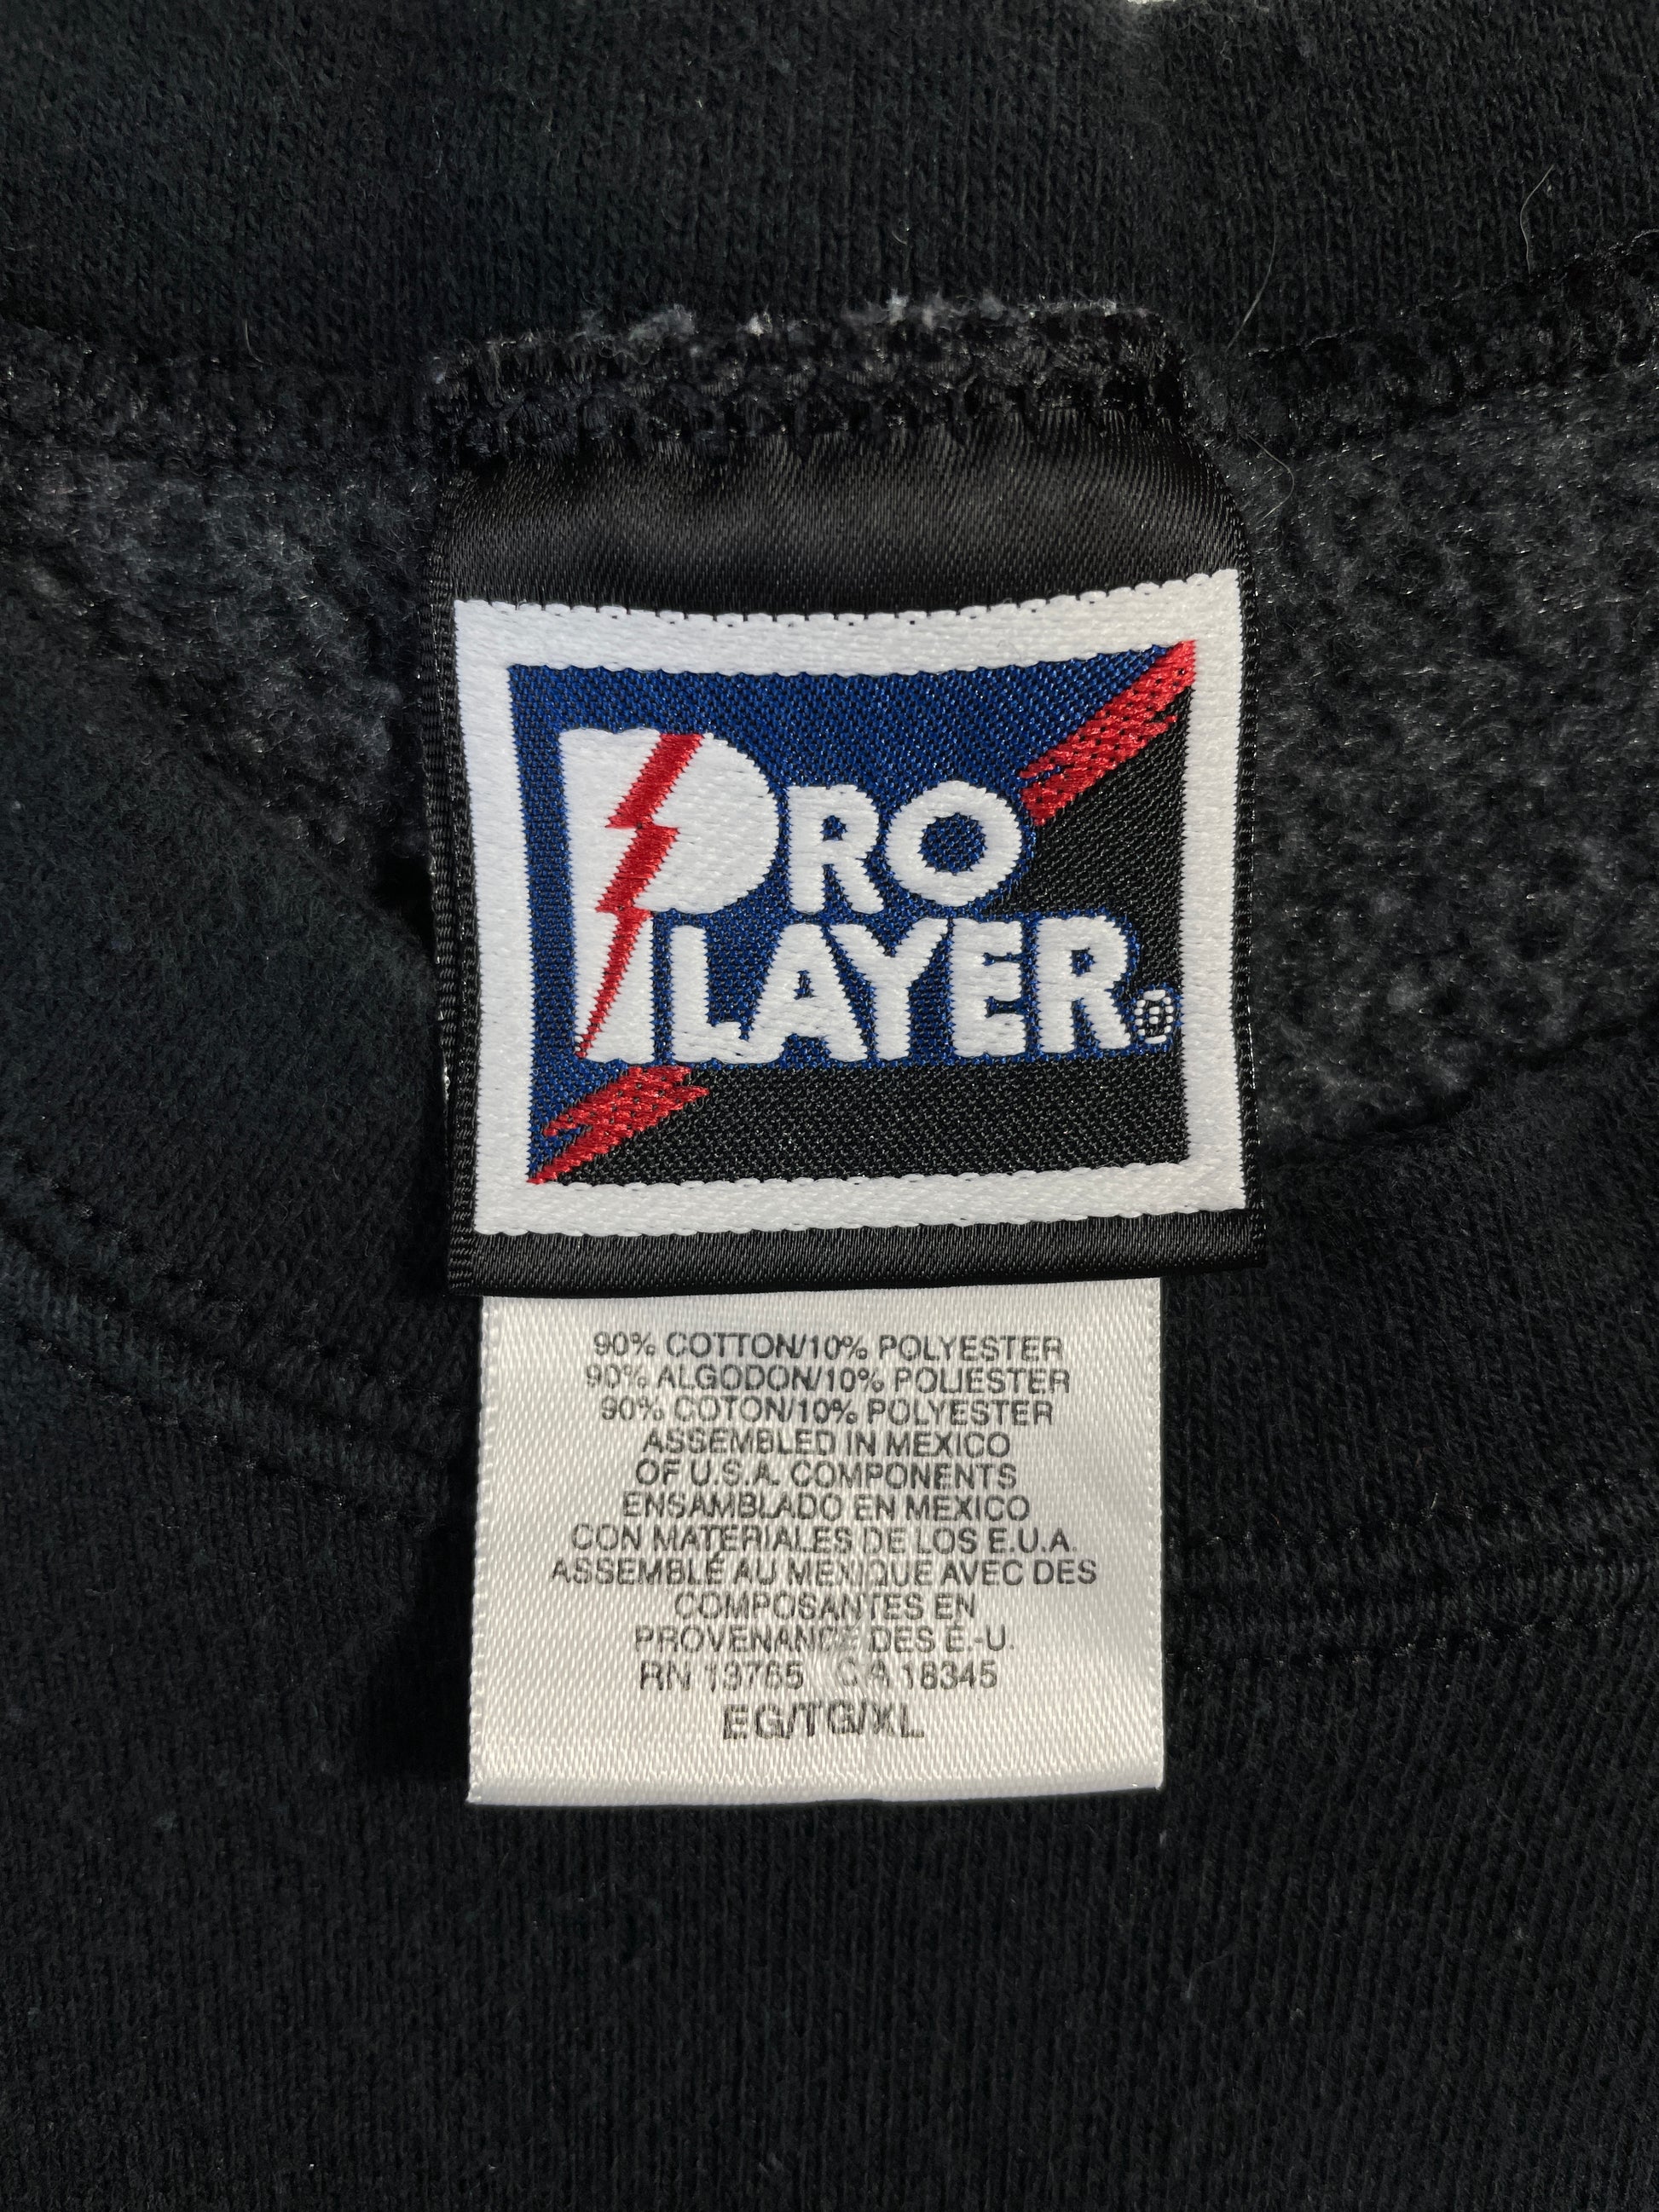 PRO
PLAYER®
90% COTTON/10% POLYESTER
90% ALGODON/10% POLIESTER
90% COTON/10% POLYESTER
ASSEMBLED IN MEXICO
OF U.S.A. COMPONENTS
ENSAMBLADO EN MEXICO
CON MATERIALES DE LOS E.U.A.
ASSEMBLÉ AU MEXIQUE AVEC DES
COMPOSANTES EN
PROVENANCE DES E.-U.
RN 13765 CA 18345
EG/TG/XL